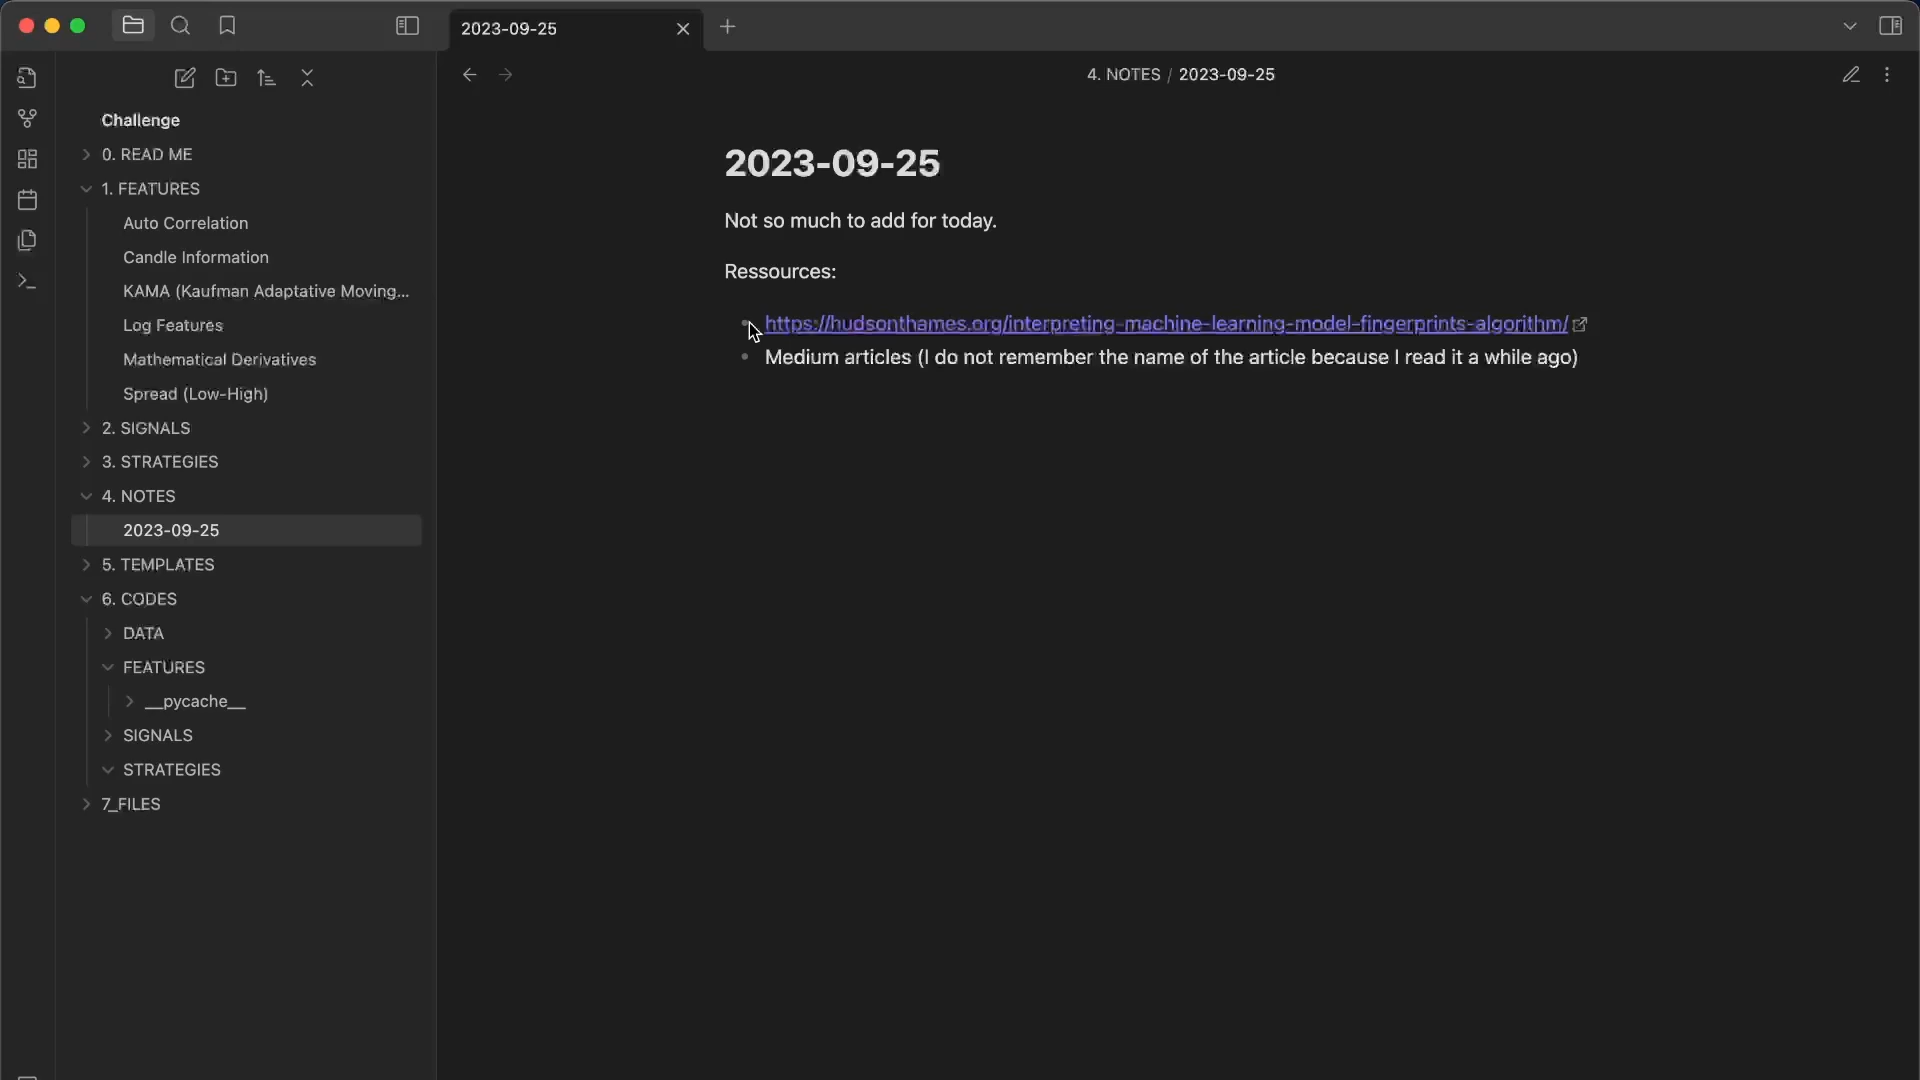 2023-09-25
4. NOTES / 2023-09-25
Challenge
0. READ ME
1. FEATURES
Auto Correlation
Candle Information
KAMA (Kaufman Adaptative Moving...
Log Features
Mathematical Derivatives
Spread (Low-High)
2. SIGNALS
3. STRATEGIES
4. NOTES
2023-09-25
5. TEMPLATES
6. CODES
DATA
FEATURES
__pycache__
SIGNALS
STRATEGIES
7_FILES
2023-09-25
Not so much to add for today.
Ressources:
https://hudsonthames.org/interpreting-machine-learning-model-fingerprints-algorithm/
Medium articles (I do not remember the name of the article because I read it a while ago)